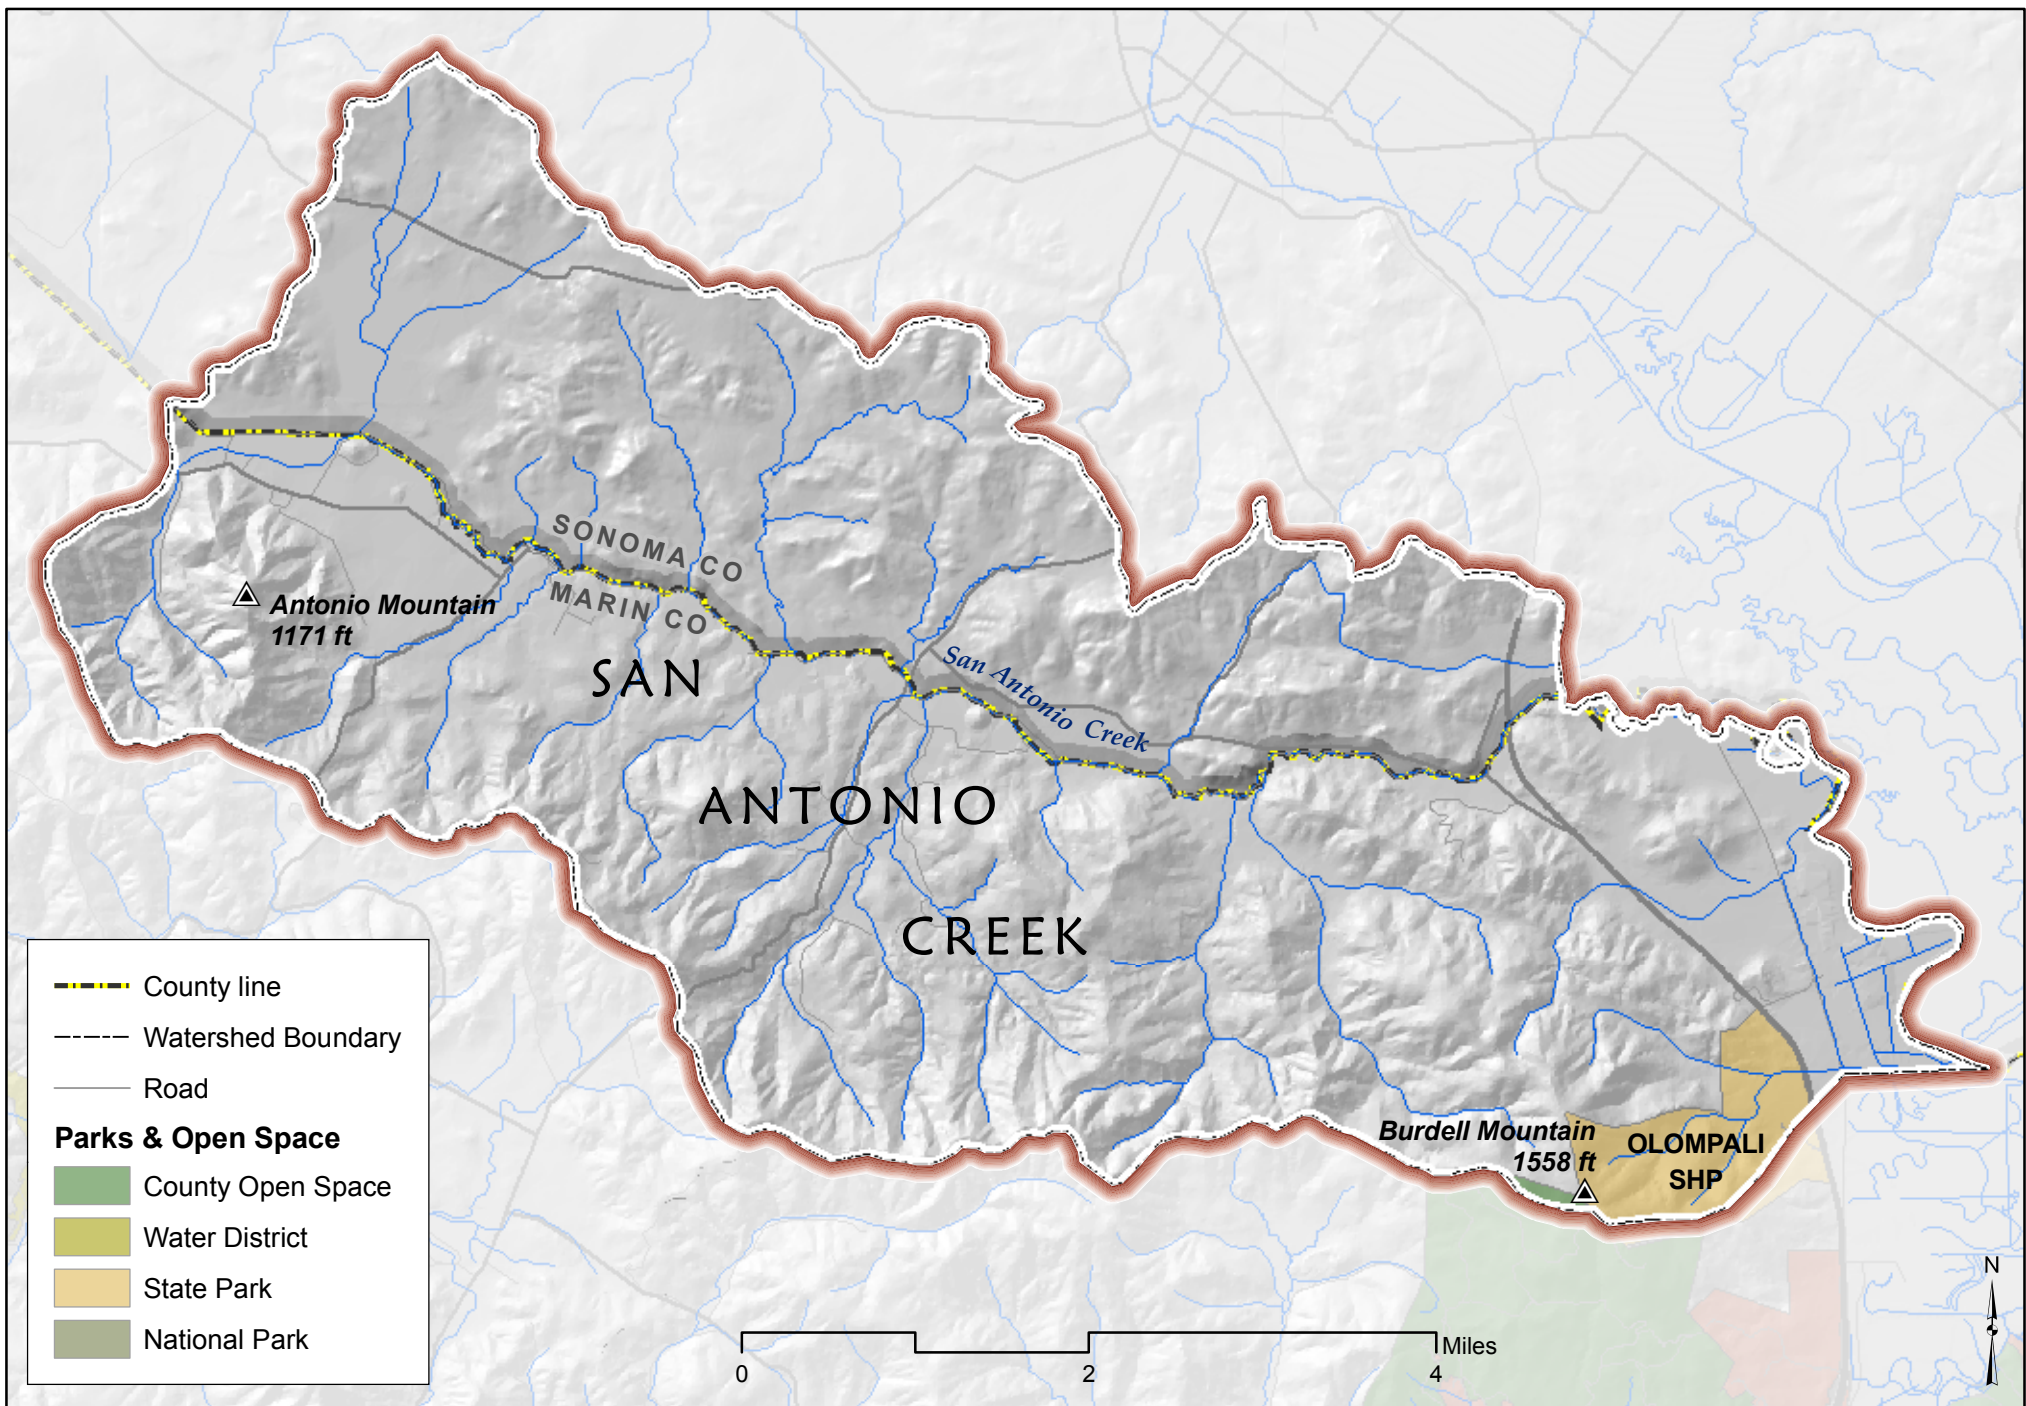 SONOMA CO
MARIN CO
Antonio Mountain
1171 ft
SAN
San Antonio Creek
ANTONIO
CREEK
Burdell Mountain
1558 ft
OLOMPALI
SHP
County line
Watershed Boundary
Road
Parks & Open Space
County Open Space
Water District
State Park
National Park
Miles
0 2 4
N